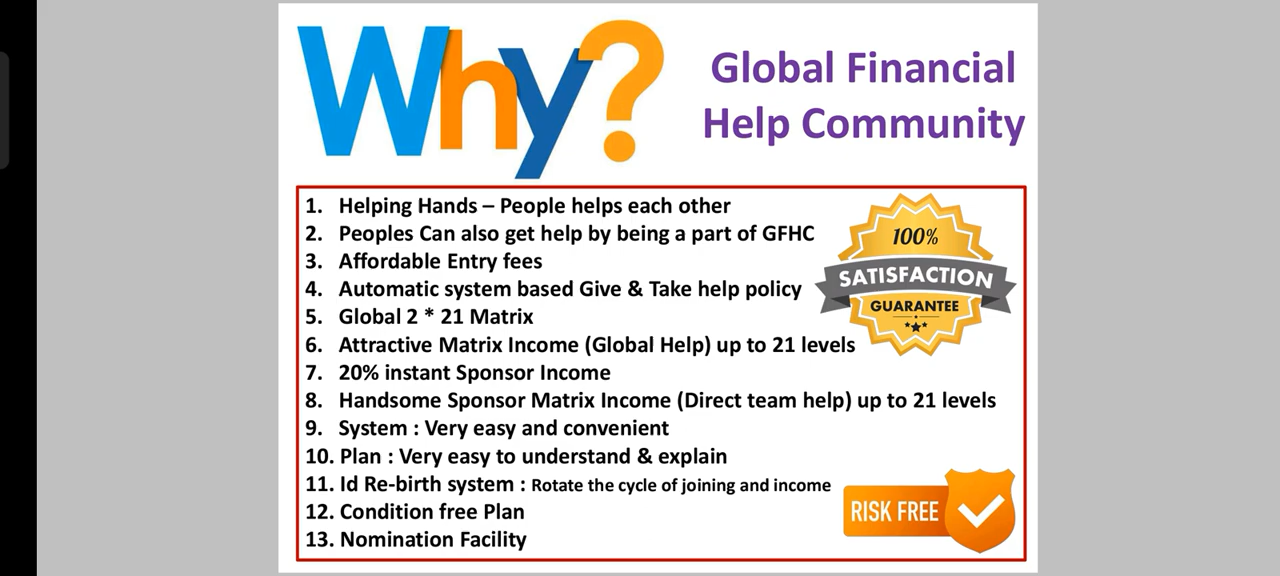 Why?
Global Financial
Help Community
1. Helping Hands – People helps each other
2. Peoples Can also get help by being a part of GFHC
3. Affordable Entry fees
4. Automatic system based Give & Take help policy
5. Global 2 * 21 Matrix
6. Attractive Matrix Income (Global Help) up to 21 levels
7. 20% instant Sponsor Income
8. Handsome Sponsor Matrix Income (Direct team help) up to 21 levels
9. System : Very easy and convenient
10. Plan : Very easy to understand & explain
11. Id Re-birth system : Rotate the cycle of joining and income
12. Condition free Plan
13. Nomination Facility
100%
SATISFACTION
GUARANTEE
RISK FREE